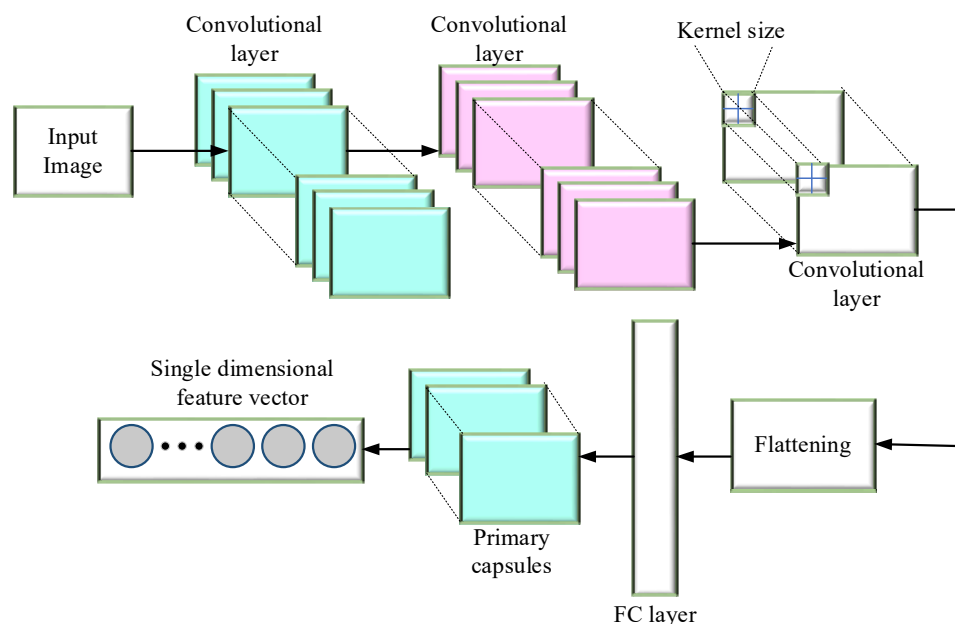 Convolutional
layer
Convolutional
layer
Kernel size
Input
Image
Convolutional
layer
Single dimensional
feature vector
Flattening
Primary
capsules
FC layer